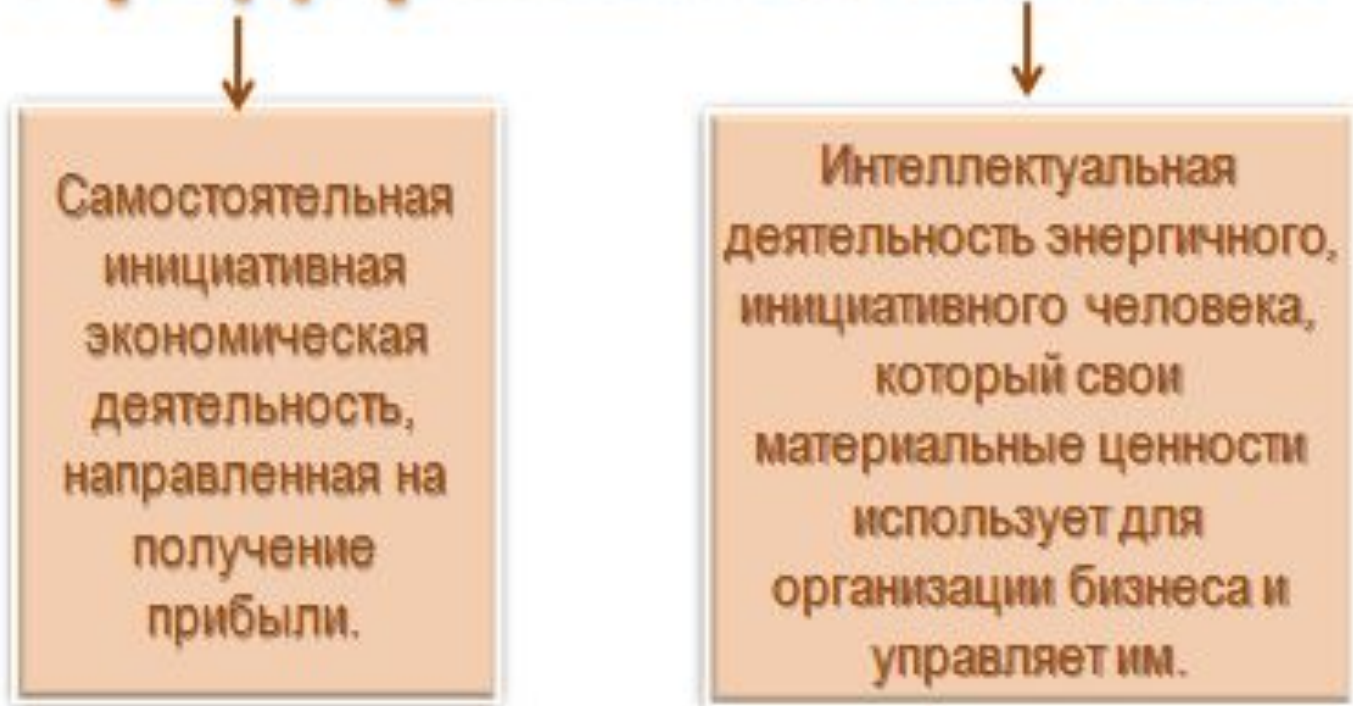 Самостоятельная
инициативная
экономическая
деятельность,
направленная на
получение
прибыли.
Интеллектуальная
деятельность энергичного,
инициативного человека,
который свои
материальные ценности
использует для
организации бизнеса и
управляет им.